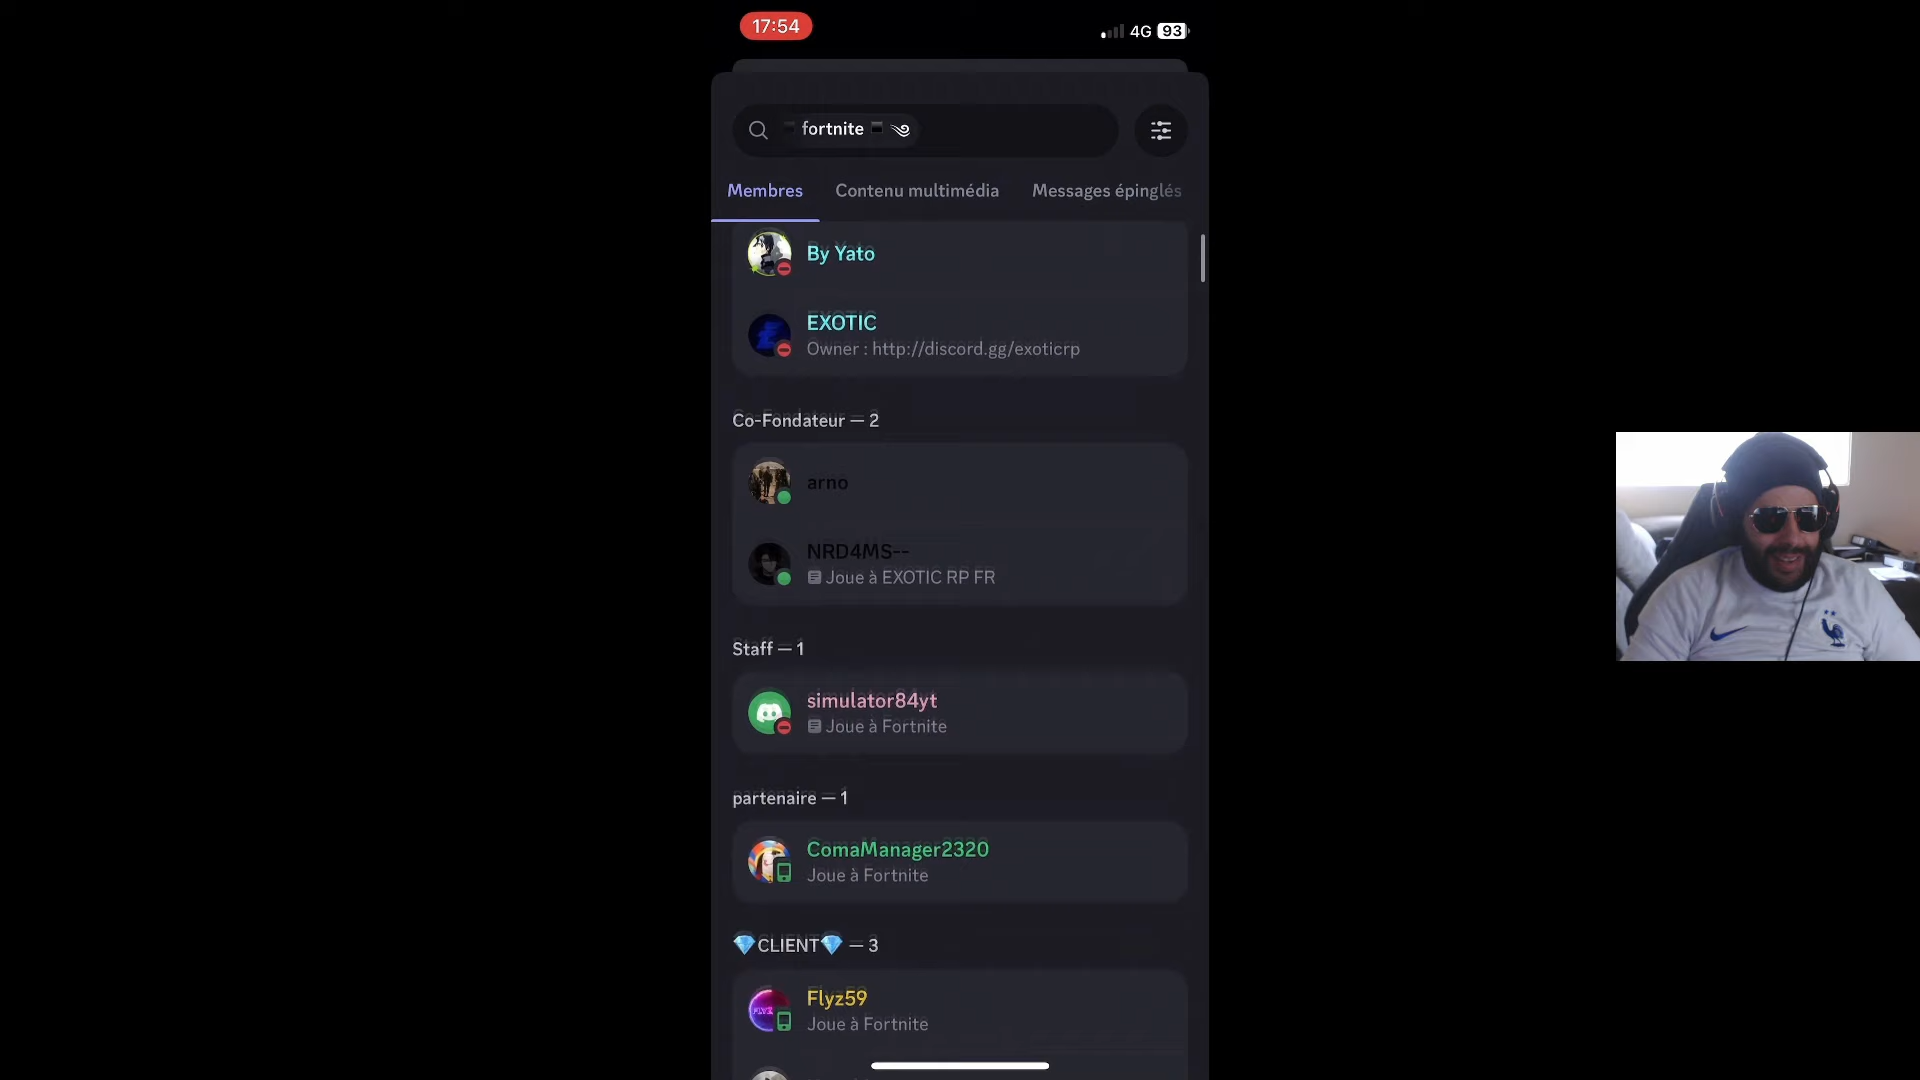 17:54
4G 93
fortnite
Membres Contenu multimédia Messages épinglés
By Yato
EXOTIC
Owner : http://discord.gg/exoticrp
Co-Fondateur — 2
arno
NRD4MS--
Joue à EXOTIC RP FR
Staff — 1
simulator84yt
Joue à Fortnite
partenaire — 1
ComaManager2320
Joue à Fortnite
💎CLIENT💎 — 3
Flyz59
Joue à Fortnite